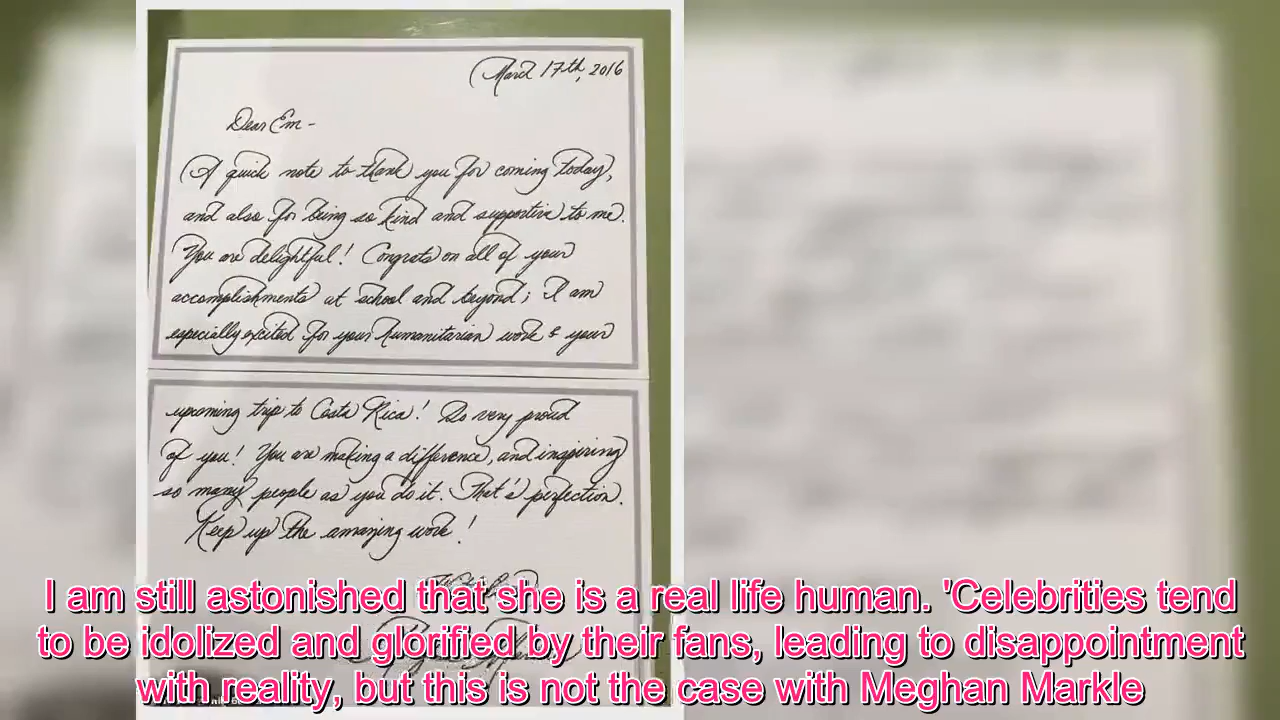 March 17th, 2016
Dear Em -
A quick note to thank you for coming today,
and also for being so kind and supportive to me.
You are delightful! Congrats on all of your
accomplishments at school and beyond; I am
especially excited for your humanitarian work & your
upcoming trip to Costa Rica! So very proud
of you! You are making a difference, and inspiring
so many people as you do it. That's perfection.
Keep up the amazing work!
I am still astonished that she is a real life human. 'Celebrities tend
to be idolized and glorified by their fans, leading to disappointment
with reality, but this is not the case with Meghan Markle